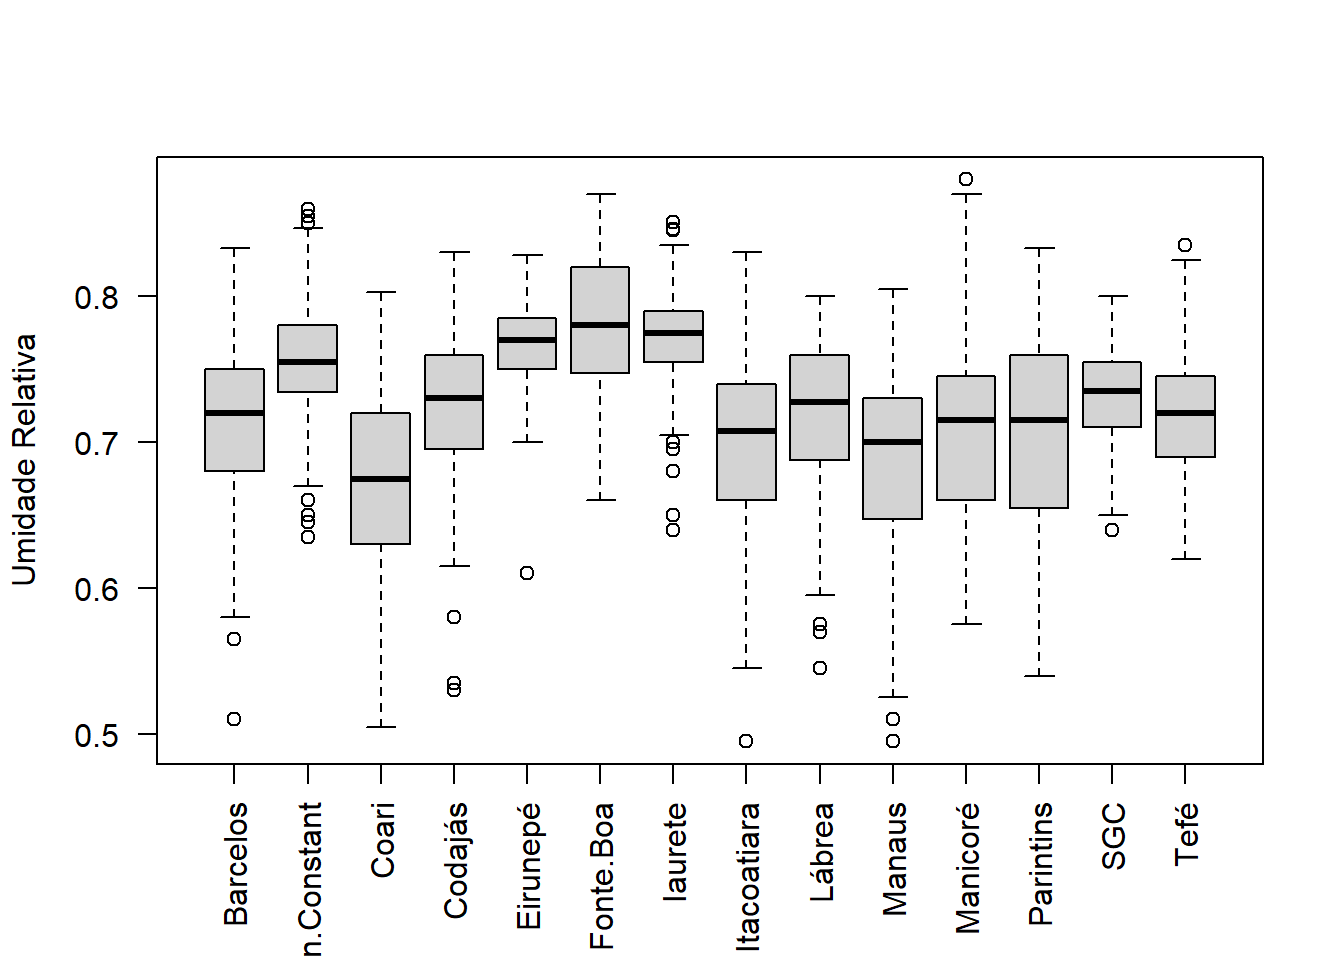 Umidade Relativa
0.8
0.7
0.6
0.5
Barcelos
n.Constant
Coari
Codajás
Eirunepé
Fonte.Boa
Iaurete
Itacoatiara
Lábrea
Manaus
Manicoré
Parintins
SGC
Tefé